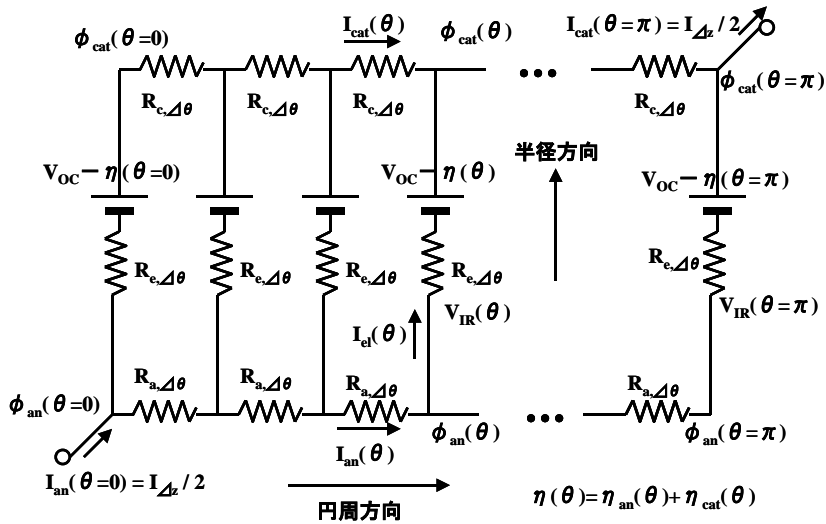 ϕcat(θ=0)
Icat(θ)
ϕcat(θ)
Icat(θ=π)=I⊿z/2
Rc,⊿θ
Rc,⊿θ
Rc,⊿θ
Rc,⊿θ
ϕcat(θ=π)
半径方向
VOC－η(θ=0)
VOC－η(θ)
VOC－η(θ=π)
Re,⊿θ
Re,⊿θ
Re,⊿θ
Re,⊿θ
Re,⊿θ
VIR(θ)
VIR(θ=π)
Iel(θ)
Ra,⊿θ
Ra,⊿θ
Ra,⊿θ
Ra,⊿θ
ϕan(θ=0)
ϕan(θ)
ϕan(θ=π)
Ian(θ)
Ian(θ=0)=I⊿z/2
円周方向
η(θ)=ηan(θ)+ηcat(θ)